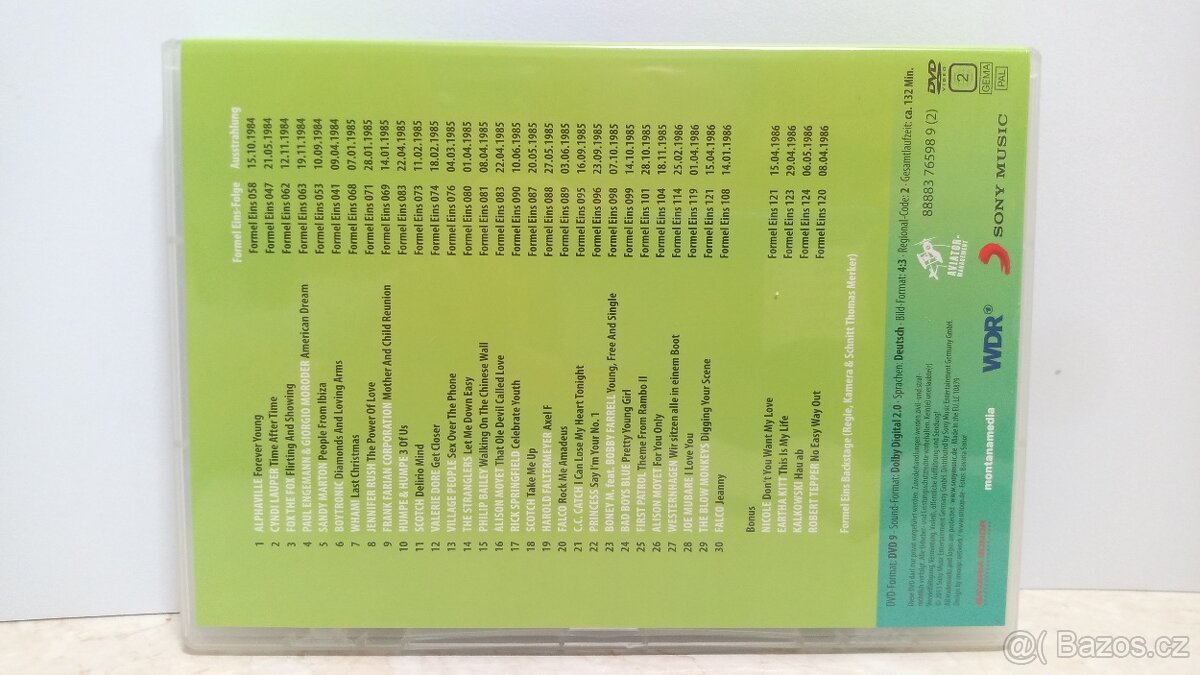 Formel Eins-Folge Ausstrahlung
1 ALPHAVILLE Forever Young Formel Eins 058 15.10.1984
2 CYNDI LAUPER Time After Time Formel Eins 047 21.05.1984
3 FOX THE FOX Flirting And Showing Formel Eins 062 12.11.1984
4 PAUL ENGEMANN & GIORGIO MORODER American Dream Formel Eins 063 19.11.1984
5 SANDY MARTON People From Ibiza Formel Eins 053 10.09.1984
6 BOYTRONIC Diamonds And Loving Arms Formel Eins 041 09.04.1984
7 WHAM! Last Christmas Formel Eins 068 07.01.1985
8 JENNIFER RUSH The Power Of Love Formel Eins 071 28.01.1985
9 FRANK FARIAN CORPORATION Mother And Child Reunion Formel Eins 069 14.01.1985
10 HUMPE & HUMPE 3 Of Us Formel Eins 083 22.04.1985
11 SCOTCH Delirio Mind Formel Eins 073 11.02.1985
12 VALERIE DORE Get Closer Formel Eins 074 18.02.1985
13 VILLAGE PEOPLE Sex Over The Phone Formel Eins 076 04.03.1985
14 THE STRANGLERS Let Me Down Easy Formel Eins 080 01.04.1985
15 PHILIP BAILEY Walking On The Chinese Wall Formel Eins 081 08.04.1985
16 ALISON MOYET That Ole Devil Called Love Formel Eins 083 22.04.1985
17 RICK SPRINGFIELD Celebrate Youth Formel Eins 090 10.06.1985
18 SCOTCH Take Me Up Formel Eins 087 20.05.1985
19 HAROLD FALTERMEYER Axel F Formel Eins 088 27.05.1985
20 FALCO Rock Me Amadeus Formel Eins 089 03.06.1985
21 C.C. CATCH I Can Lose My Heart Tonight Formel Eins 095 16.09.1985
22 PRINCESS Say I'm Your No. 1 Formel Eins 096 23.09.1985
23 BONEY M. feat. BOBBY FARRELL Young, Free And Single Formel Eins 098 07.10.1985
24 BAD BOYS BLUE Pretty Young Girl Formel Eins 099 14.10.1985
25 FIRST PATROL Theme From Rambo II Formel Eins 101 28.10.1985
26 ALISON MOYET For You Only Formel Eins 104 18.11.1985
27 WESTERNHAGEN Wir sitzen alle in einem Boot Formel Eins 114 25.02.1986
28 JOE MUBARE I Love You Formel Eins 119 01.04.1986
29 THE BLOW MONKEYS Digging Your Scene Formel Eins 121 15.04.1986
30 FALCO Jeanny Formel Eins 108 14.01.1986
Bonus
NICOLE Don't You Want My Love Formel Eins 121 15.04.1986
EARTHA KITT This Is My Life Formel Eins 123 29.04.1986
KALKOWSKI Hau ab Formel Eins 124 06.05.1986
ROBERT TEPPER No Easy Way Out Formel Eins 120 08.04.1986
Formel Eins Backstage (Regie, Kamera & Schnitt Thomas Merker)
DVD-Format: DVD 9 · Sound-Format: Dolby Digital 2.0 · Sprachen: Deutsch · Bild-Format: 4:3 · Regional-Code: 2 · Gesamtlaufzeit: ca. 132 Min.
88883 76598 9 (2)
DVD
VIDEO
2
GEMA
PAL
AVIATOR
MANAGEMENT
montanamedia
WDR
SONY MUSIC
@( Bazos.cz